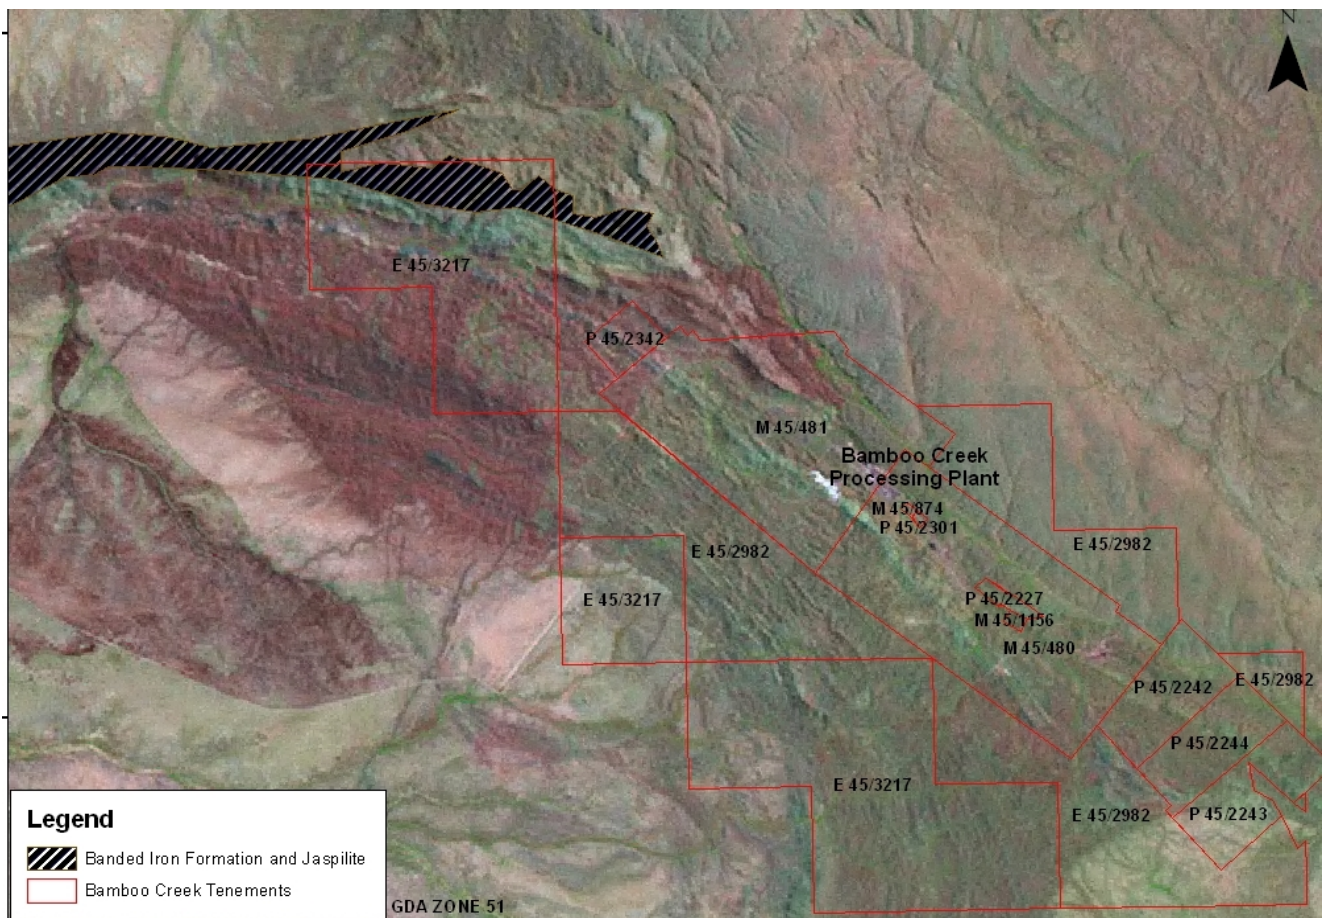 N
E 45/3217
P 45/2342
M 45/481
Bamboo Creek
Processing Plant
M 45/874
P 45/2301
E 45/2982
E 45/2982
E 45/3217
P 45/2227
M 45/1156
M 45/480
P 45/2242
E 45/2982
P 45/2244
E 45/3217
E 45/2982
P 45/2243
Legend
Banded Iron Formation and Jaspilite
Bamboo Creek Tenements
GDA ZONE 51